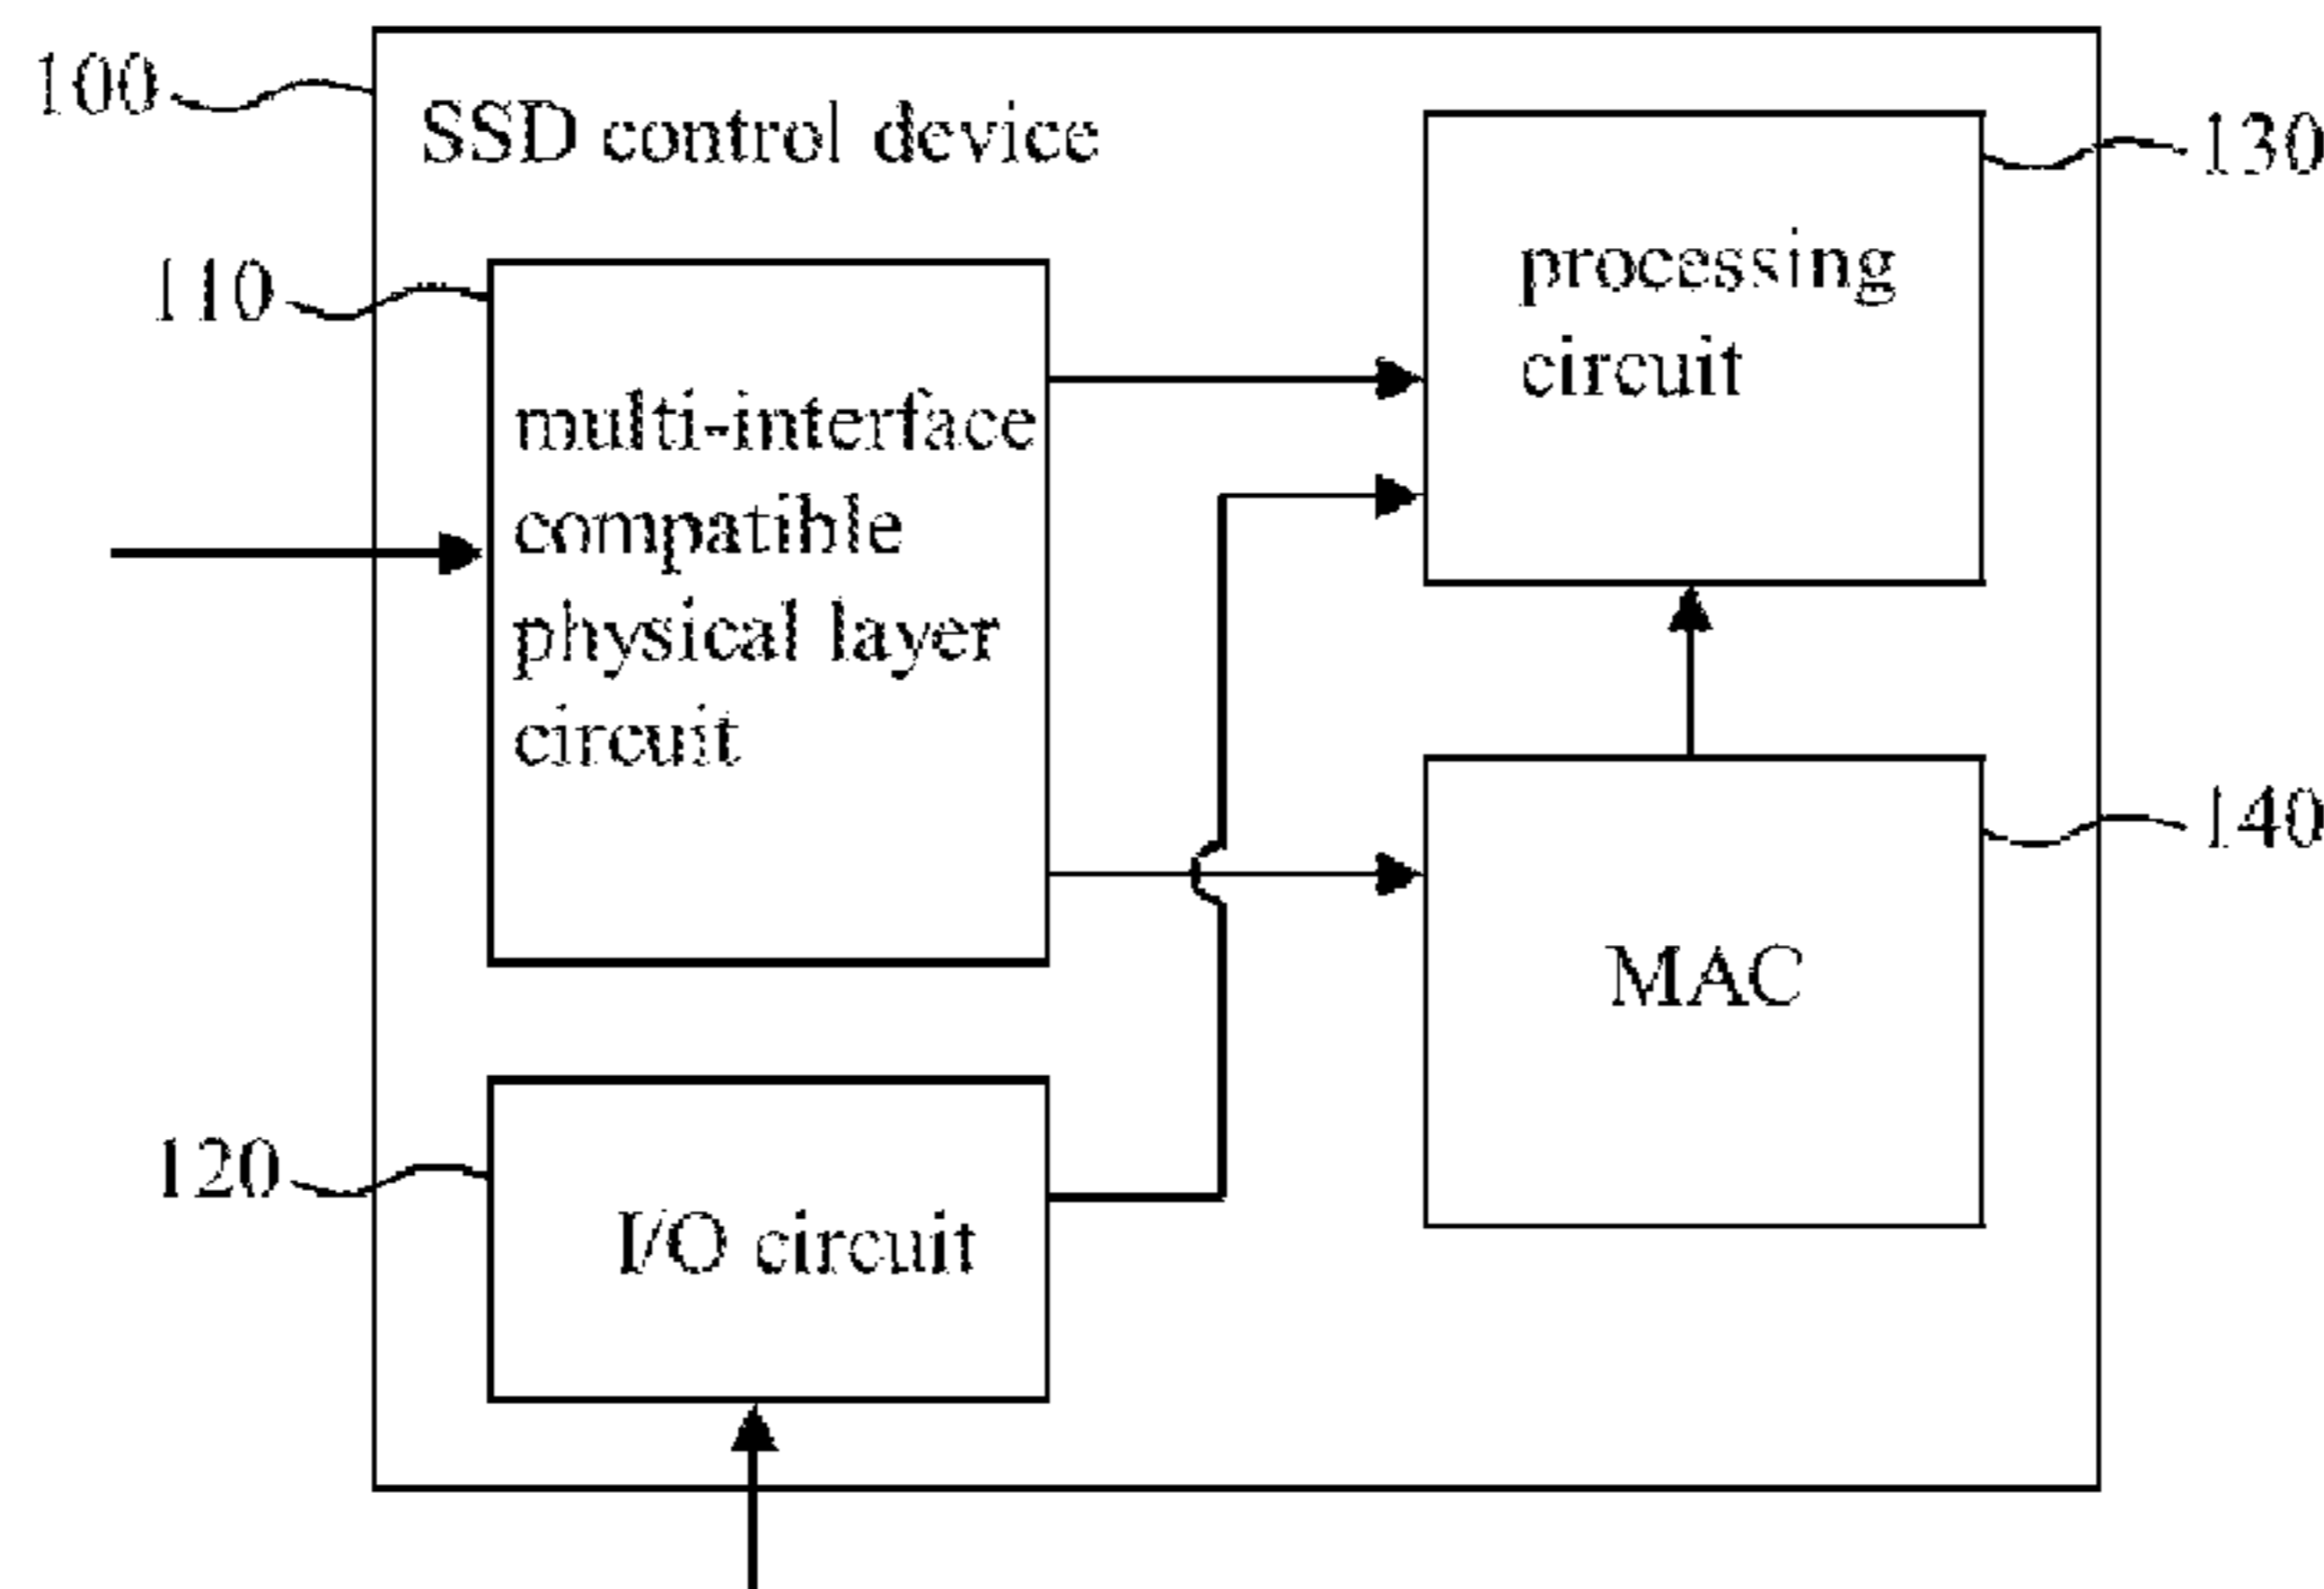 100
SSD control device
130
processing
circuit
110
multi-interface
compatible
physical layer
circuit
140
MAC
120
I/O circuit